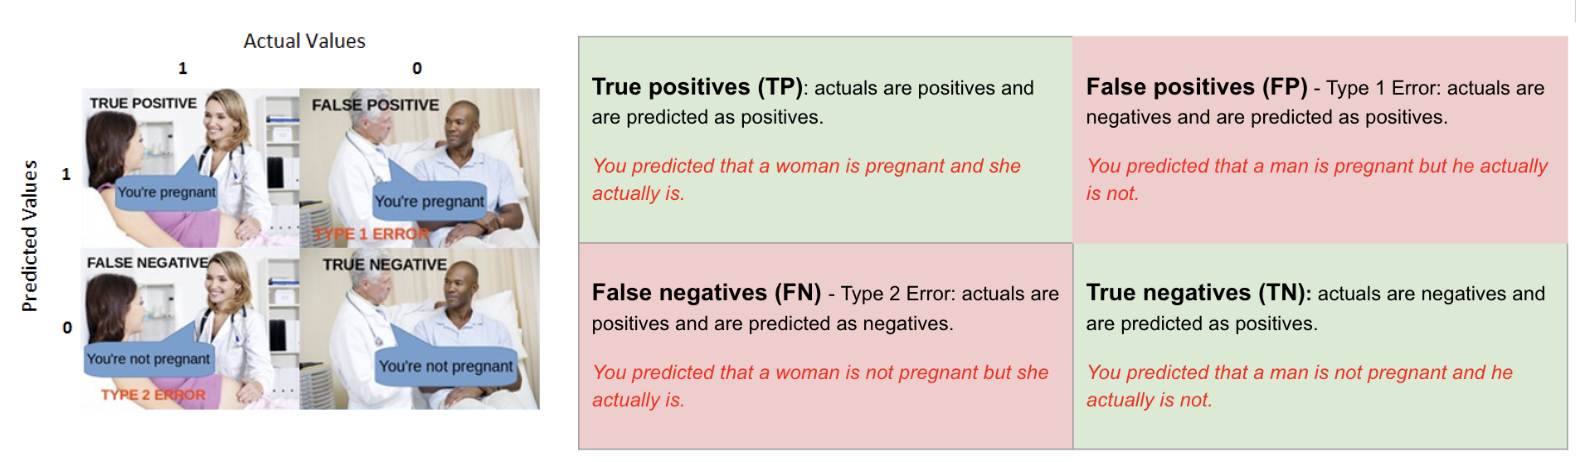 Actual Values
1
0
Predicted Values
1
0
TRUE POSITIVE
You're pregnant
FALSE POSITIVE
You're pregnant
TYPE 1 ERROR
FALSE NEGATIVE
You're not pregnant
TYPE 2 ERROR
TRUE NEGATIVE
You're not pregnant
True positives (TP): actuals are positives and
are predicted as positives.
You predicted that a woman is pregnant and she
actually is.
False positives (FP) - Type 1 Error: actuals are
negatives and are predicted as positives.
You predicted that a man is pregnant but he actually
is not.
False negatives (FN) - Type 2 Error: actuals are
positives and are predicted as negatives.
You predicted that a woman is not pregnant but she
actually is.
True negatives (TN): actuals are negatives and
are predicted as positives.
You predicted that a man is not pregnant and he
actually is not.